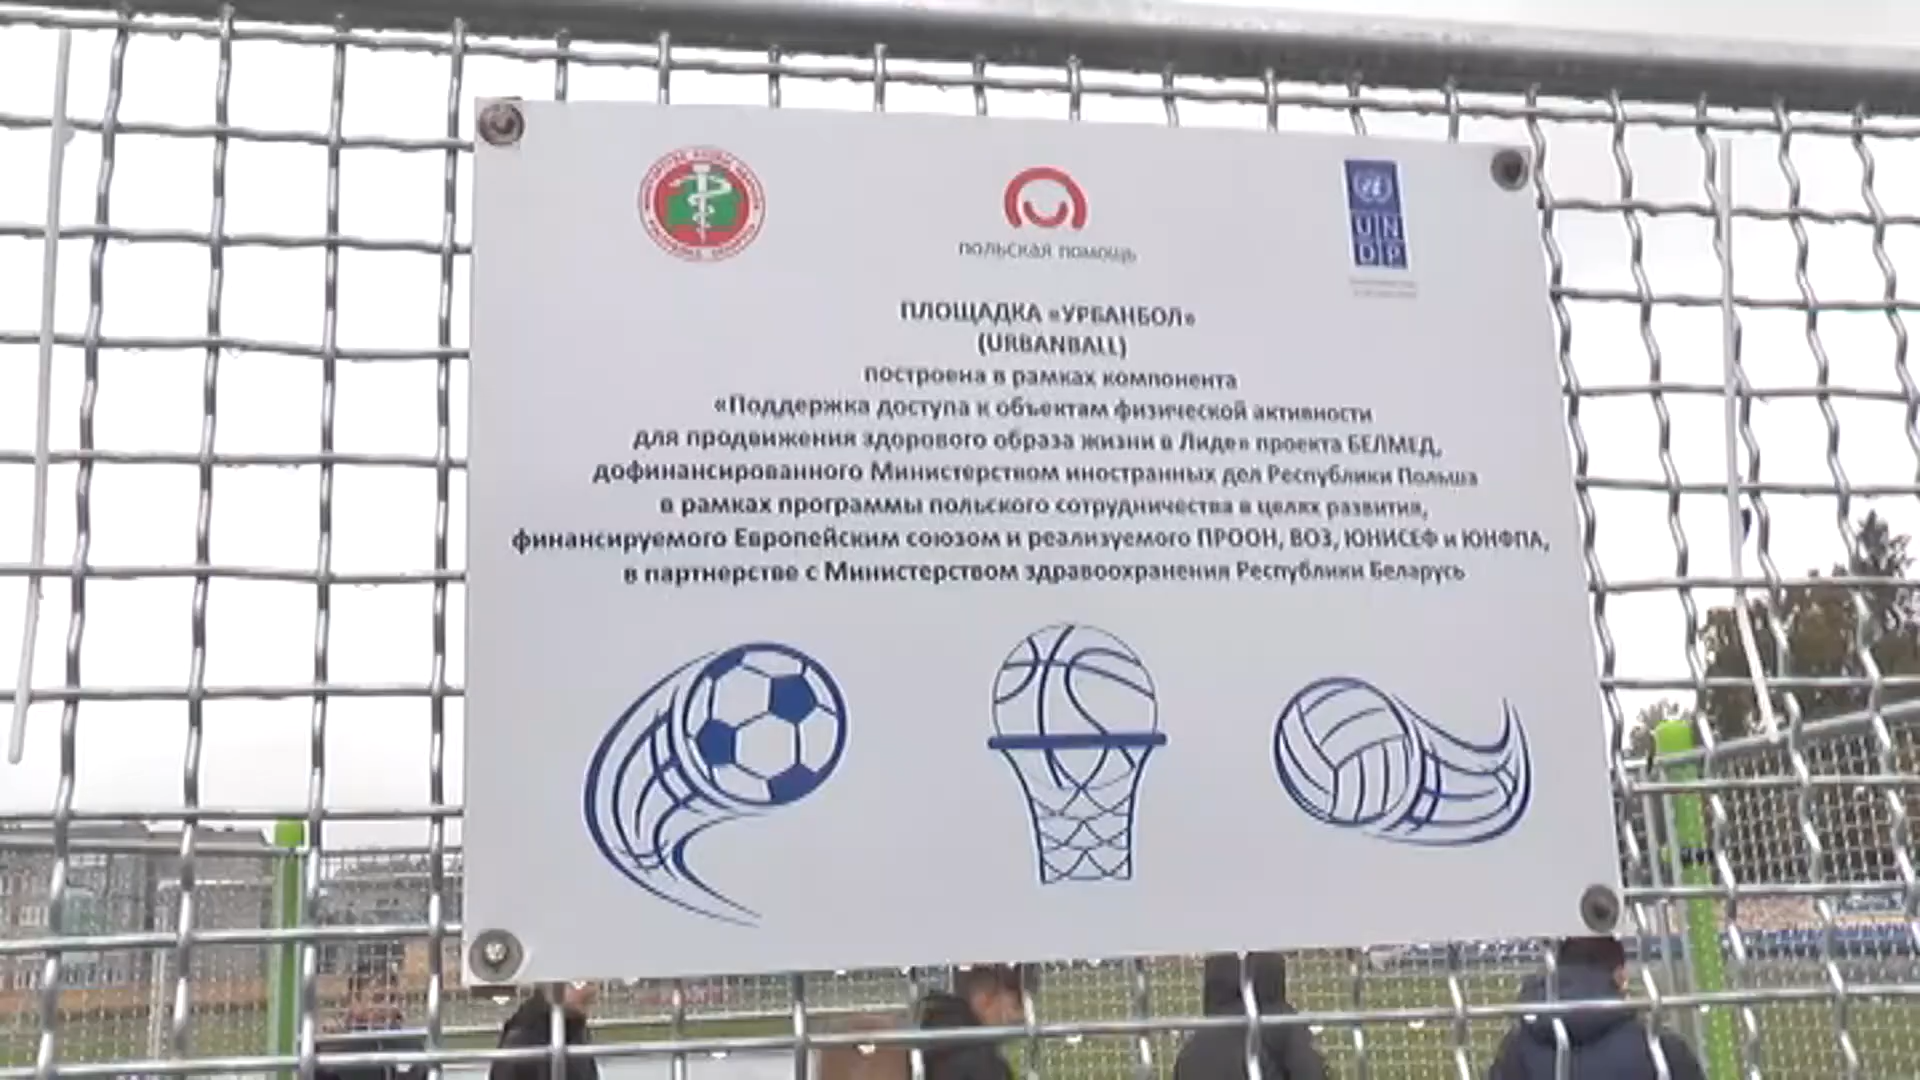 польская помощь
UN
DP
ПЛОЩАДКА «УРБАНБОЛ»
(URBANBALL)
построена в рамках компонента
«Поддержка доступа к объектам физической активности
для продвижения здорового образа жизни в Лиде» проекта БЕЛМЕД,
дофинансированного Министерством иностранных дел Республики Польша
в рамках программы польского сотрудничества в целях развития,
финансируемого Европейским союзом и реализуемого ПРООН, ВОЗ, ЮНИСЕФ и ЮНФПА,
в партнерстве с Министерством здравоохранения Республики Беларусь